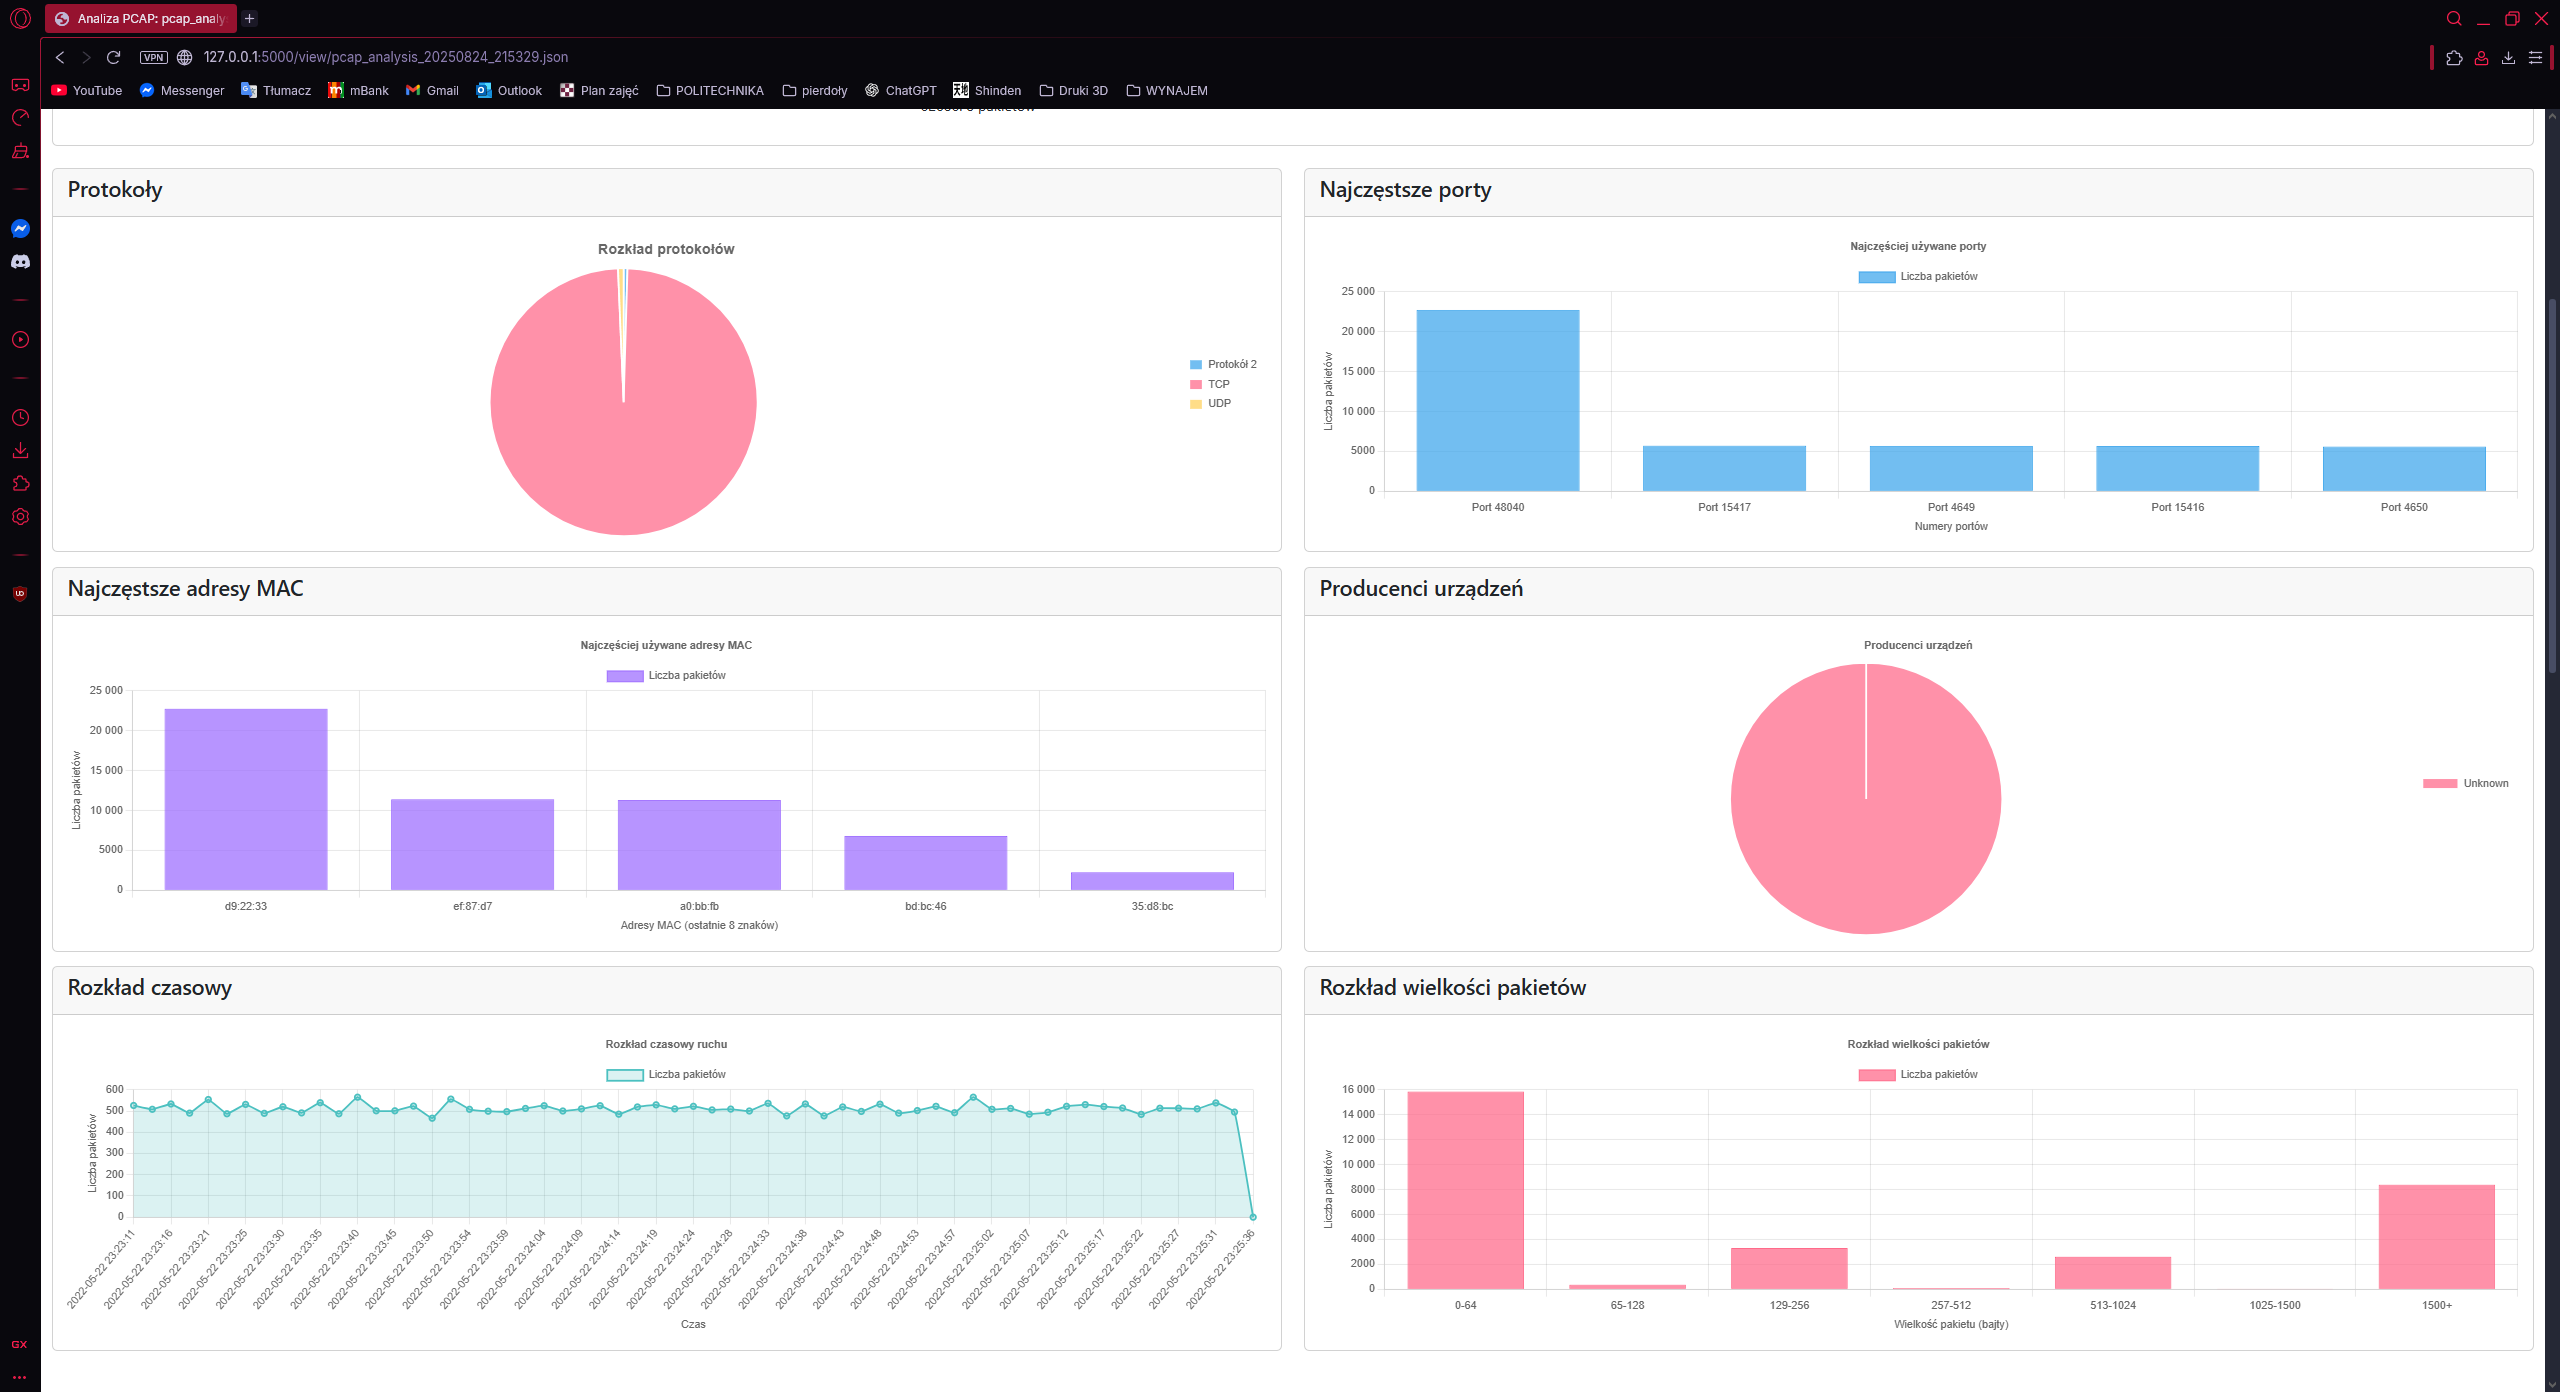 Analiza PCAP: pcap_analy
VPN 127.0.0.1:5000/view/pcap_analysis_20250824_215329.json
YouTube Messenger Tłumacz mBank Gmail Outlook Plan zajęć POLITECHNIKA pierdoły ChatGPT Shinden Druki 3D WYNAJEM
Protokoły
Rozkład protokołów
Protokół 2
TCP
UDP
Najczęstsze porty
Najczęściej używane porty
Liczba pakietów
25 000
20 000
15 000
10 000
5000
0
Liczba pakietów
Port 48040 Port 15417 Port 4649 Port 15416 Port 4650
Numery portów
Najczęstsze adresy MAC
Najczęściej używane adresy MAC
Liczba pakietów
25 000
20 000
15 000
10 000
5000
0
Liczba pakietów
d9:22:33 ef:87:d7 a0:bb:fb bd:bc:46 35:d8:bc
Adresy MAC (ostatnie 8 znaków)
Producenci urządzeń
Producenci urządzeń
Unknown
Rozkład czasowy
Rozkład czasowy ruchu
Liczba pakietów
600
500
400
300
200
100
0
Liczba pakietów
2022-05-22 23:23:11
2022-05-22 23:23:16
2022-05-22 23:23:21
2022-05-22 23:23:25
2022-05-22 23:23:30
2022-05-22 23:23:35
2022-05-22 23:23:40
2022-05-22 23:23:45
2022-05-22 23:23:50
2022-05-22 23:23:54
2022-05-22 23:23:59
2022-05-22 23:24:04
2022-05-22 23:24:09
2022-05-22 23:24:14
2022-05-22 23:24:19
2022-05-22 23:24:24
2022-05-22 23:24:28
2022-05-22 23:24:33
2022-05-22 23:24:38
2022-05-22 23:24:43
2022-05-22 23:24:48
2022-05-22 23:24:53
2022-05-22 23:24:57
2022-05-22 23:25:02
2022-05-22 23:25:07
2022-05-22 23:25:12
2022-05-22 23:25:17
2022-05-22 23:25:22
2022-05-22 23:25:27
2022-05-22 23:25:31
2022-05-22 23:25:36
Czas
Rozkład wielkości pakietów
Rozkład wielkości pakietów
Liczba pakietów
16 000
14 000
12 000
10 000
8000
6000
4000
2000
0
Liczba pakietów
0-64 65-128 129-256 257-512 513-1024 1025-1500 1500+
Wielkość pakietu (bajty)
GX